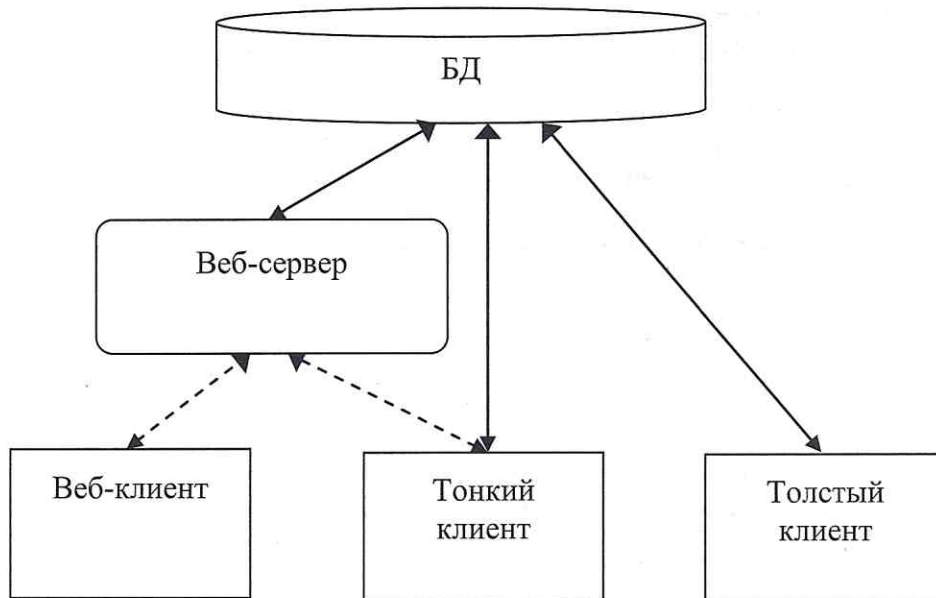 БД
Веб-сервер
Веб-клиент
Тонкий
клиент
Толстый
клиент